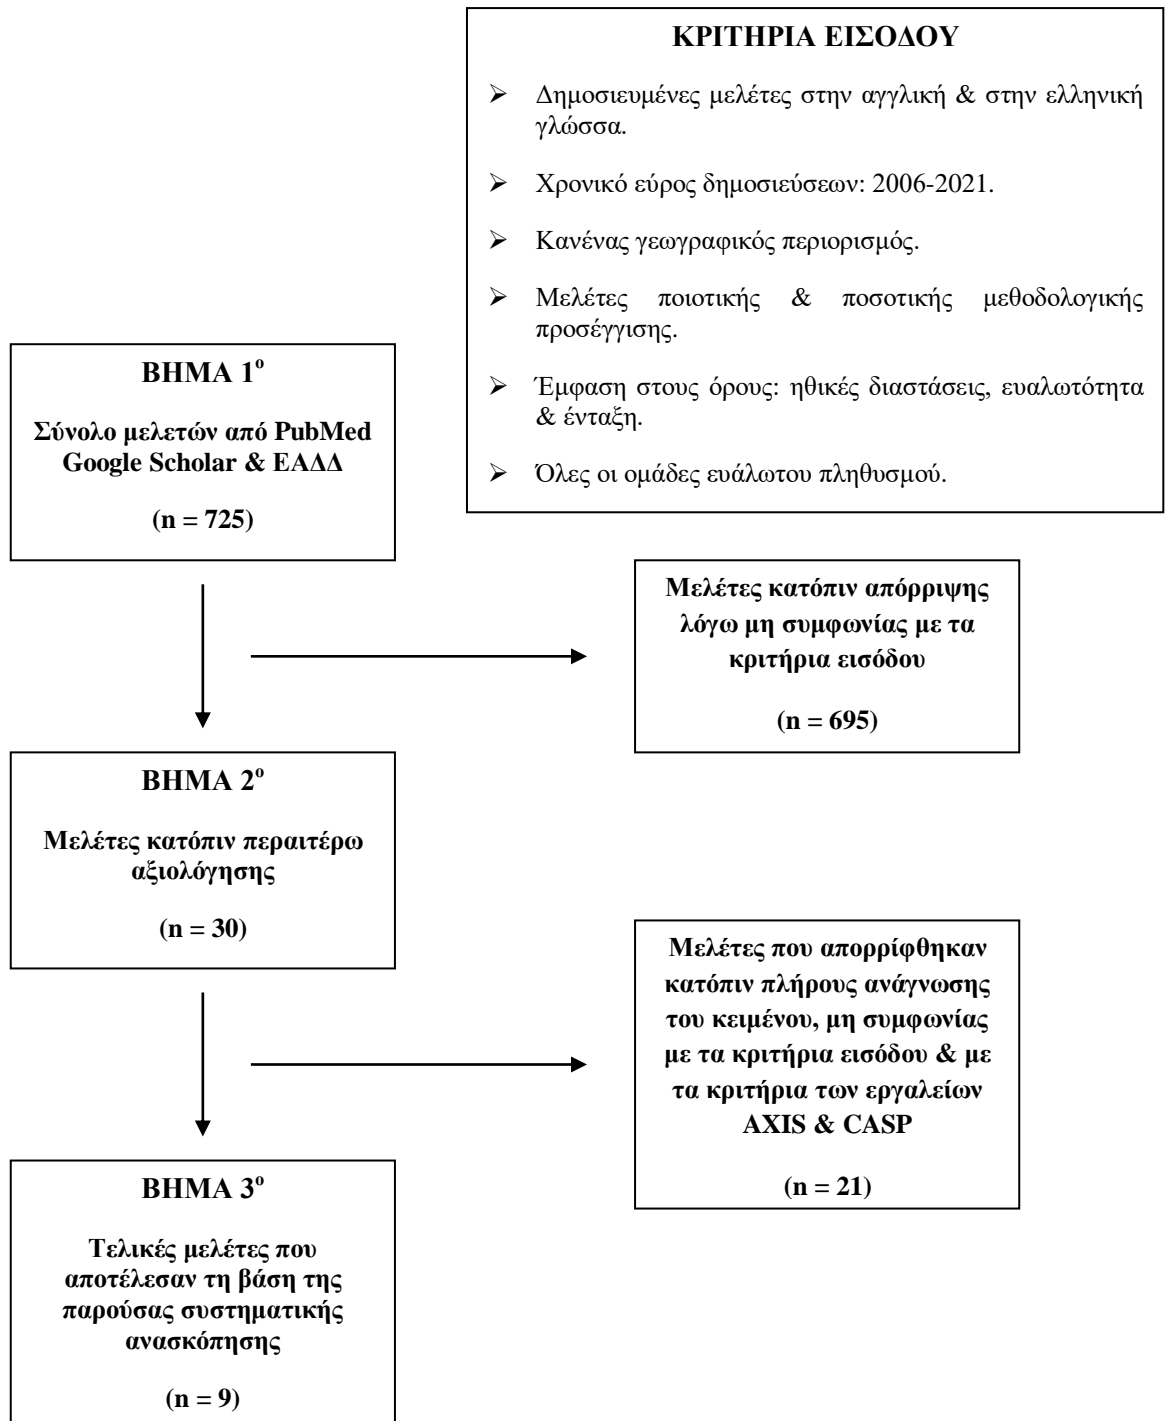 ΚΡΙΤΗΡΙΑ ΕΙΣΟΔΟΥ
➢ Δημοσιευμένες μελέτες στην αγγλική & στην ελληνική
γλώσσα.
➢ Χρονικό εύρος δημοσιεύσεων: 2006-2021.
➢ Κανένας γεωγραφικός περιορισμός.
➢ Μελέτες ποιοτικής & ποσοτικής μεθοδολογικής
προσέγγισης.
➢ Έμφαση στους όρους: ηθικές διαστάσεις, ευαλωτότητα
& ένταξη.
➢ Όλες οι ομάδες ευάλωτου πληθυσμού.
ΒΗΜΑ 1ο
Σύνολο μελετών από PubMed
Google Scholar & ΕΑΔΔ
(n = 725)
Μελέτες κατόπιν απόρριψης
λόγω μη συμφωνίας με τα
κριτήρια εισόδου
(n = 695)
ΒΗΜΑ 2ο
Μελέτες κατόπιν περαιτέρω
αξιολόγησης
(n = 30)
Μελέτες που απορρίφθηκαν
κατόπιν πλήρους ανάγνωσης
του κειμένου, μη συμφωνίας
με τα κριτήρια εισόδου & με
τα κριτήρια των εργαλείων
AXIS & CASP
(n = 21)
ΒΗΜΑ 3ο
Τελικές μελέτες που
αποτέλεσαν τη βάση της
παρούσας συστηματικής
ανασκόπησης
(n = 9)